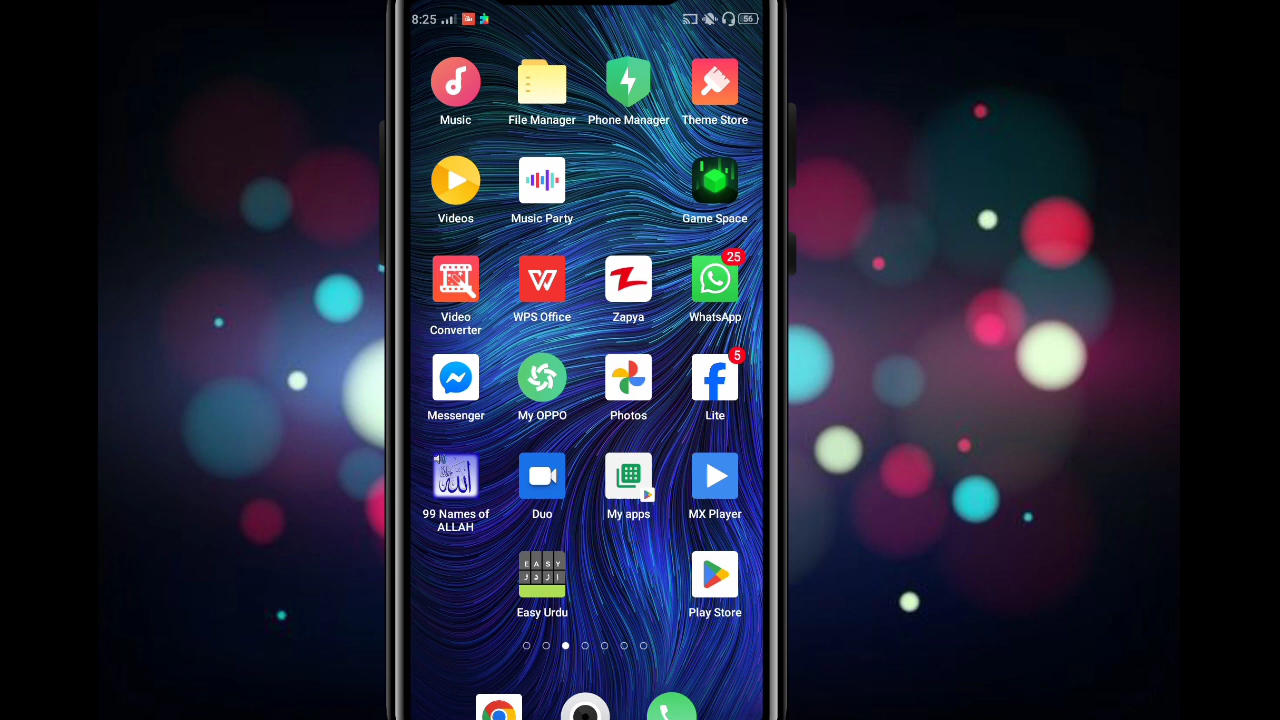 8:25 56
Music File Manager Phone Manager Theme Store
Videos Music Party Game Space
25
Video Converter WPS Office Zapya WhatsApp
5
Messenger My OPPO Photos Lite
الله
99 Names of ALLAH Duo My apps MX Player
E A S Y
Easy Urdu Play Store